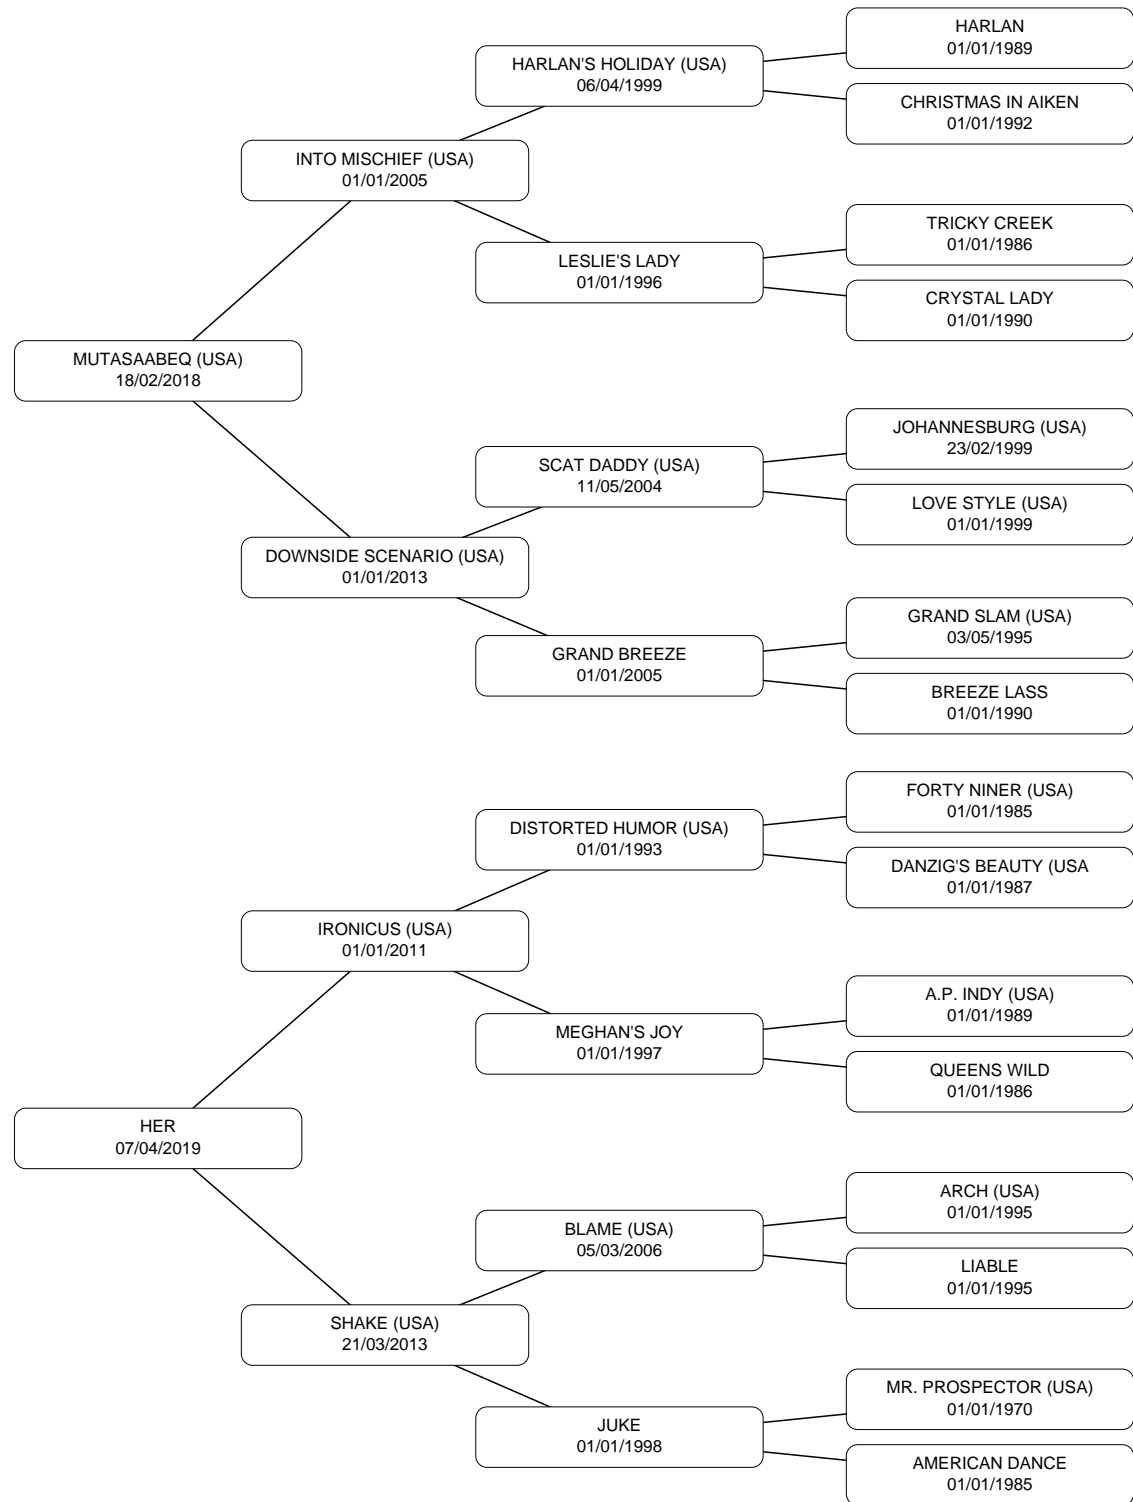 HARLAN
01/01/1989
HARLAN'S HOLIDAY (USA)
06/04/1999
CHRISTMAS IN AIKEN
01/01/1992
INTO MISCHIEF (USA)
01/01/2005
TRICKY CREEK
01/01/1986
LESLIE'S LADY
01/01/1996
CRYSTAL LADY
01/01/1990
MUTASAABEQ (USA)
18/02/2018
JOHANNESBURG (USA)
23/02/1999
SCAT DADDY (USA)
11/05/2004
LOVE STYLE (USA)
01/01/1999
DOWNSIDE SCENARIO (USA)
01/01/2013
GRAND SLAM (USA)
03/05/1995
GRAND BREEZE
01/01/2005
BREEZE LASS
01/01/1990
FORTY NINER (USA)
01/01/1985
DISTORTED HUMOR (USA)
01/01/1993
DANZIG'S BEAUTY (USA
01/01/1987
IRONICUS (USA)
01/01/2011
A.P. INDY (USA)
01/01/1989
MEGHAN'S JOY
01/01/1997
QUEENS WILD
01/01/1986
HER
07/04/2019
ARCH (USA)
01/01/1995
BLAME (USA)
05/03/2006
LIABLE
01/01/1995
SHAKE (USA)
21/03/2013
MR. PROSPECTOR (USA)
01/01/1970
JUKE
01/01/1998
AMERICAN DANCE
01/01/1985